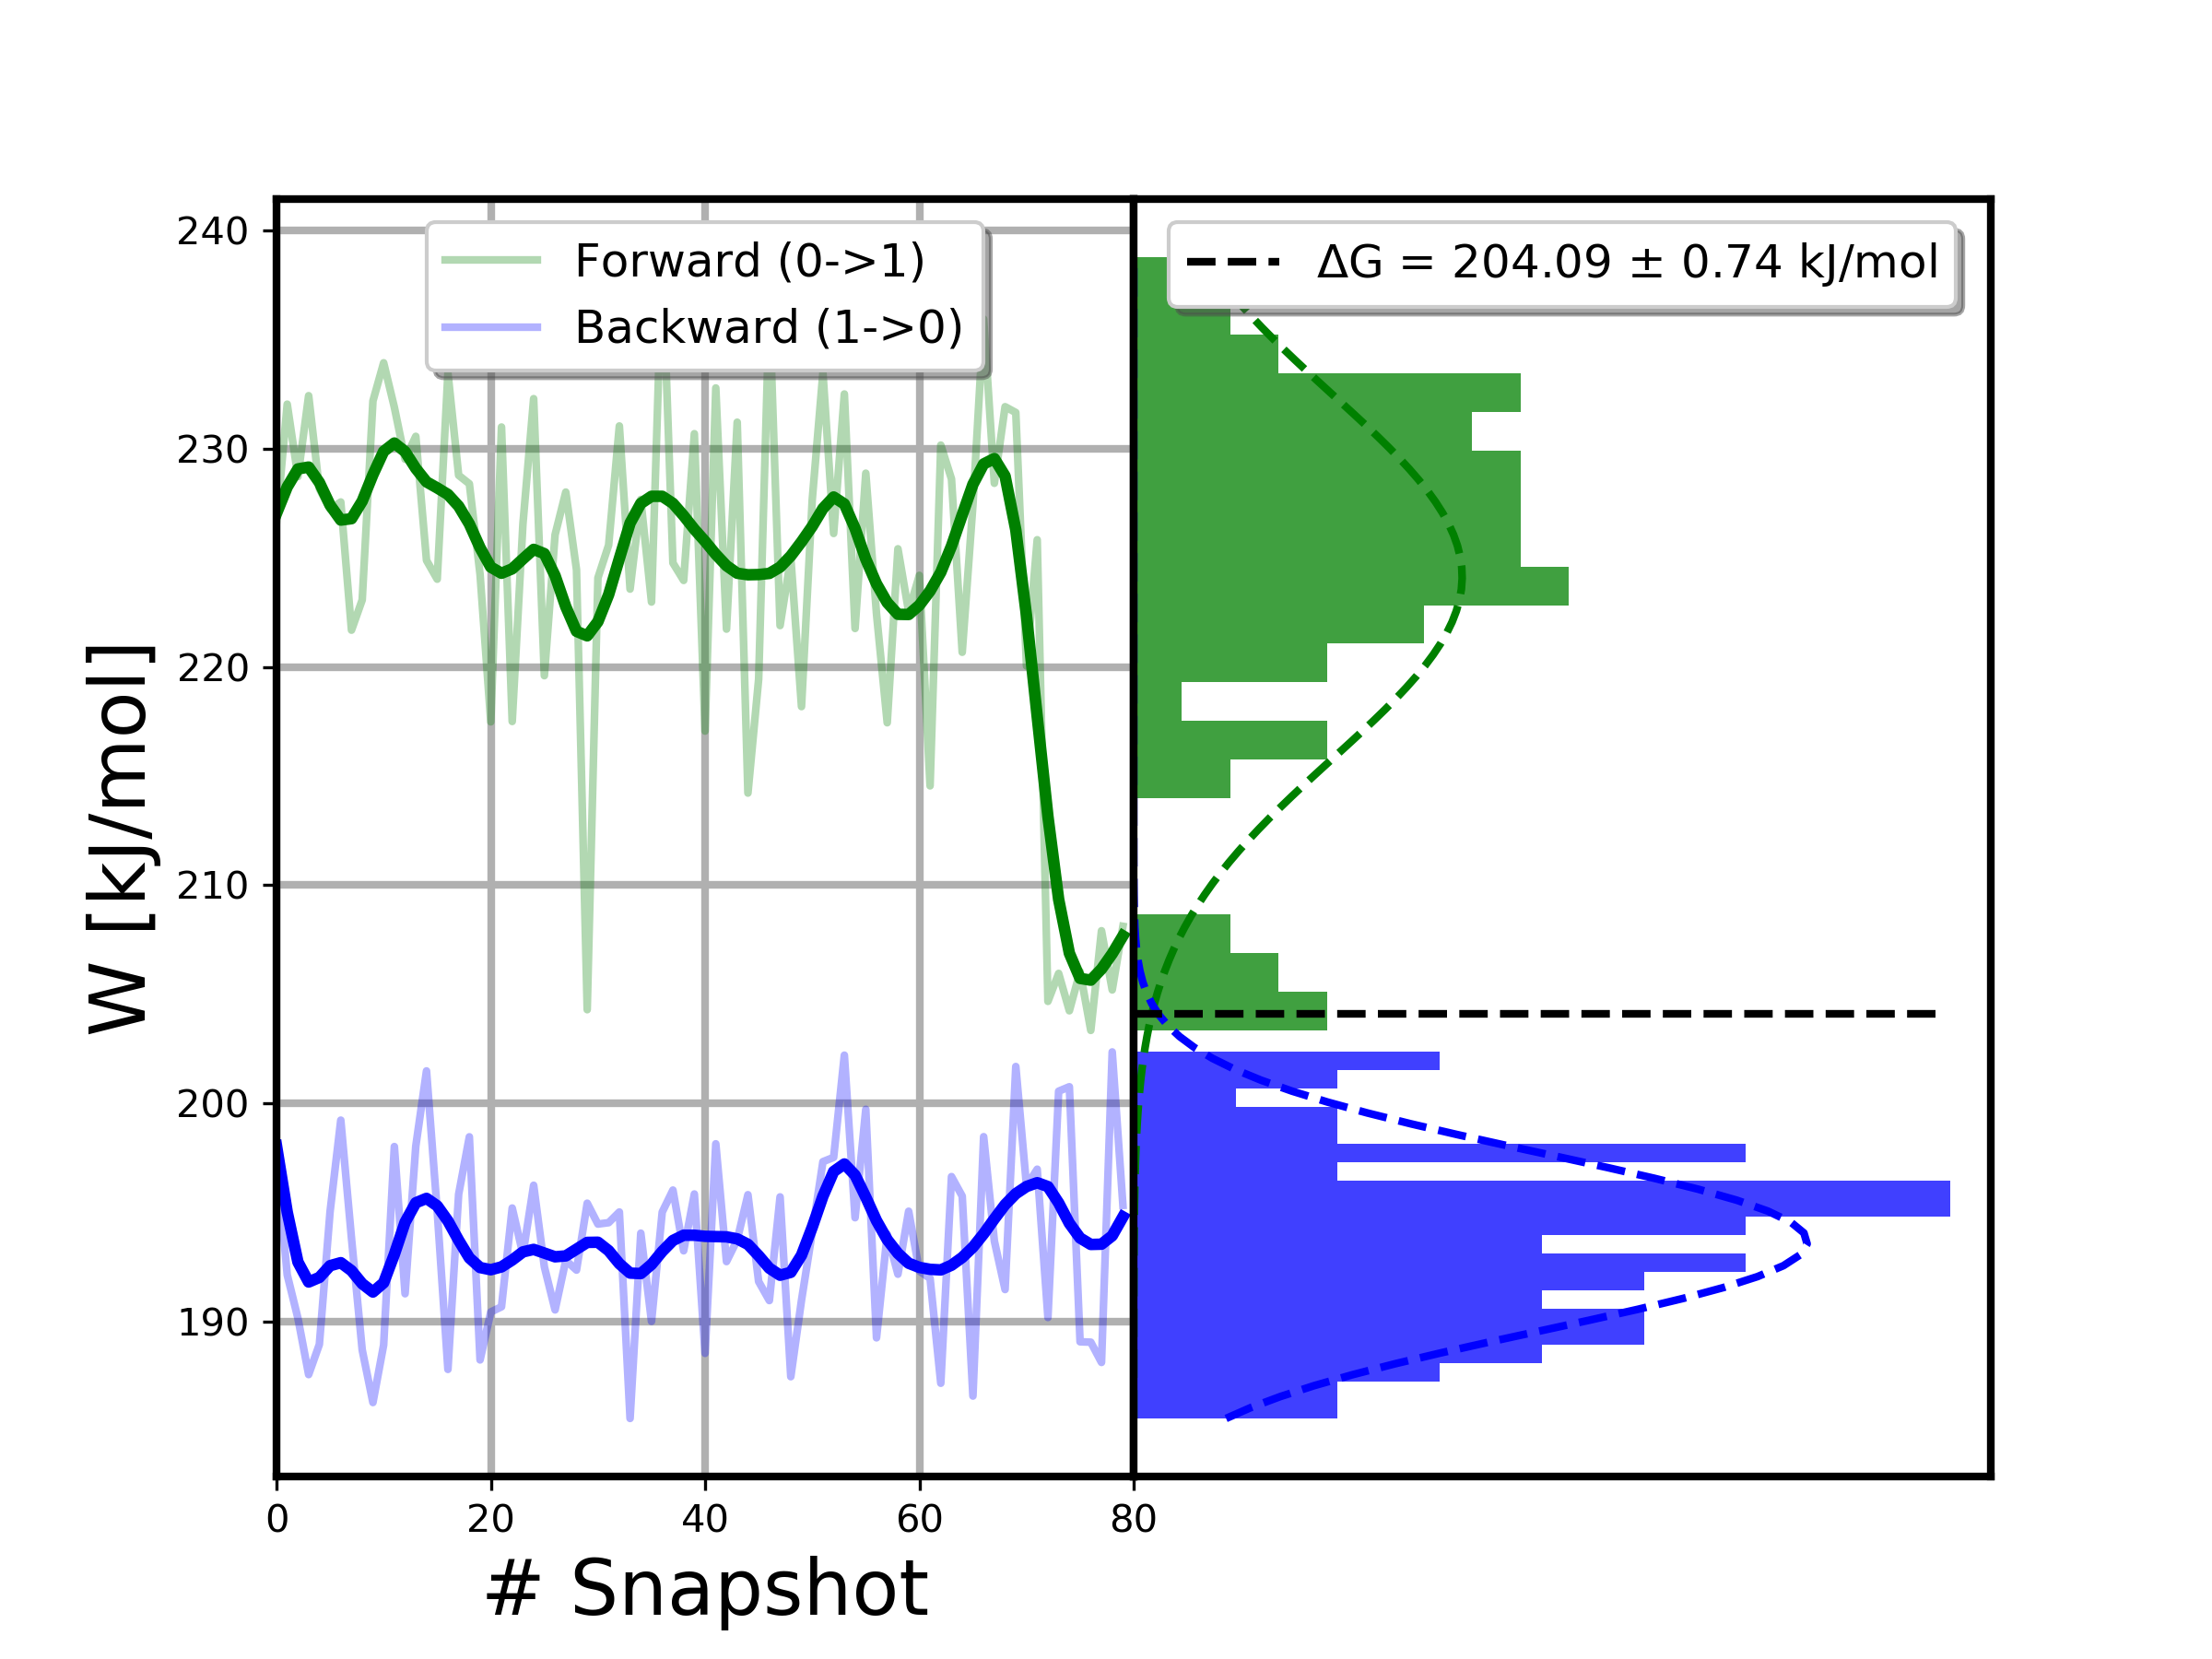 Forward (0->1)
Backward (1->0)
ΔG = 204.09 ± 0.74 kJ/mol
W [kJ/mol]
240
230
220
210
200
190
0 20 40 60 80
# Snapshot